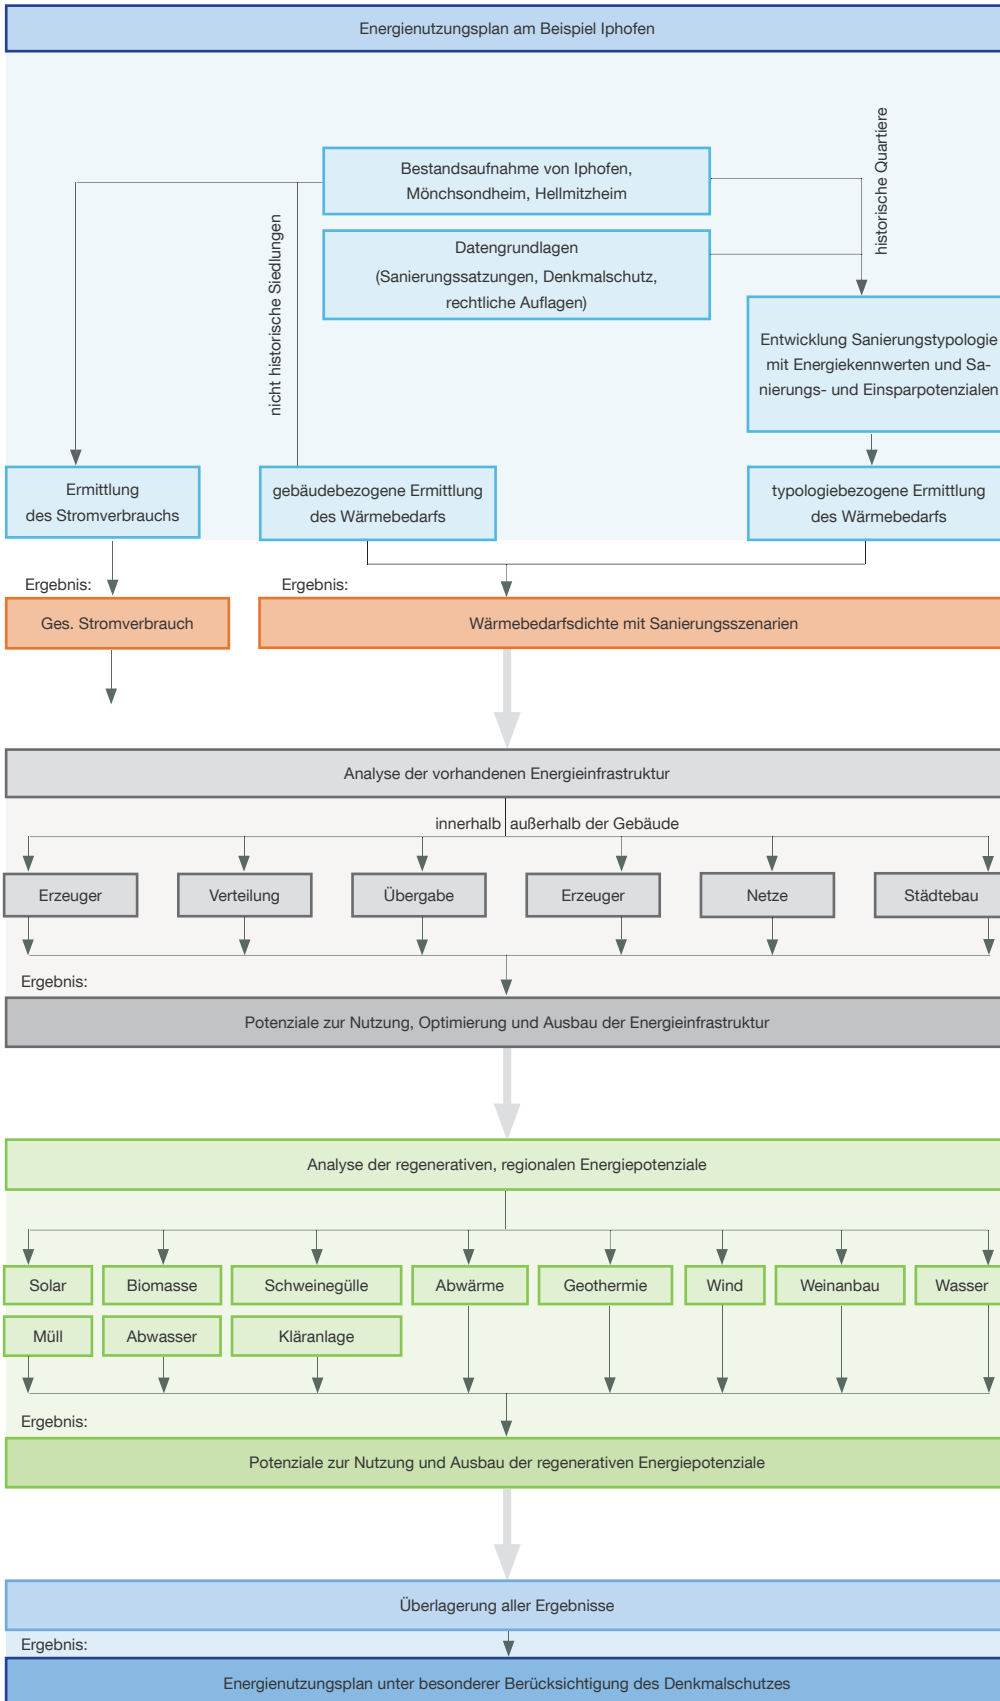 Energienutzungsplan am Beispiel Iphofen
Bestandsaufnahme von Iphofen,
Mönchsondheim, Hellmitzheim
historische Quartiere
nicht historische Siedlungen
Datengrundlagen
(Sanierungssatzungen, Denkmalschutz,
rechtliche Auflagen)
Entwicklung Sanierungstypologie
mit Energiekennwerten und Sa-
nierungs- und Einsparpotenzialen
Ermittlung
des Stromverbrauchs
gebäudebezogene Ermittlung
des Wärmebedarfs
typologiebezogene Ermittlung
des Wärmebedarfs
Ergebnis:
Ergebnis:
Ges. Stromverbrauch
Wärmebedarfsdichte mit Sanierungsszenarien
Analyse der vorhandenen Energieinfrastruktur
innerhalb außerhalb der Gebäude
Erzeuger
Verteilung
Übergabe
Erzeuger
Netze
Städtebau
Ergebnis:
Potenziale zur Nutzung, Optimierung und Ausbau der Energieinfrastruktur
Analyse der regenerativen, regionalen Energiepotenziale
Solar
Biomasse
Schweinegülle
Abwärme
Geothermie
Wind
Weinanbau
Wasser
Müll
Abwasser
Kläranlage
Ergebnis:
Potenziale zur Nutzung und Ausbau der regenerativen Energiepotenziale
Überlagerung aller Ergebnisse
Ergebnis:
Energienutzungsplan unter besonderer Berücksichtigung des Denkmalschutzes